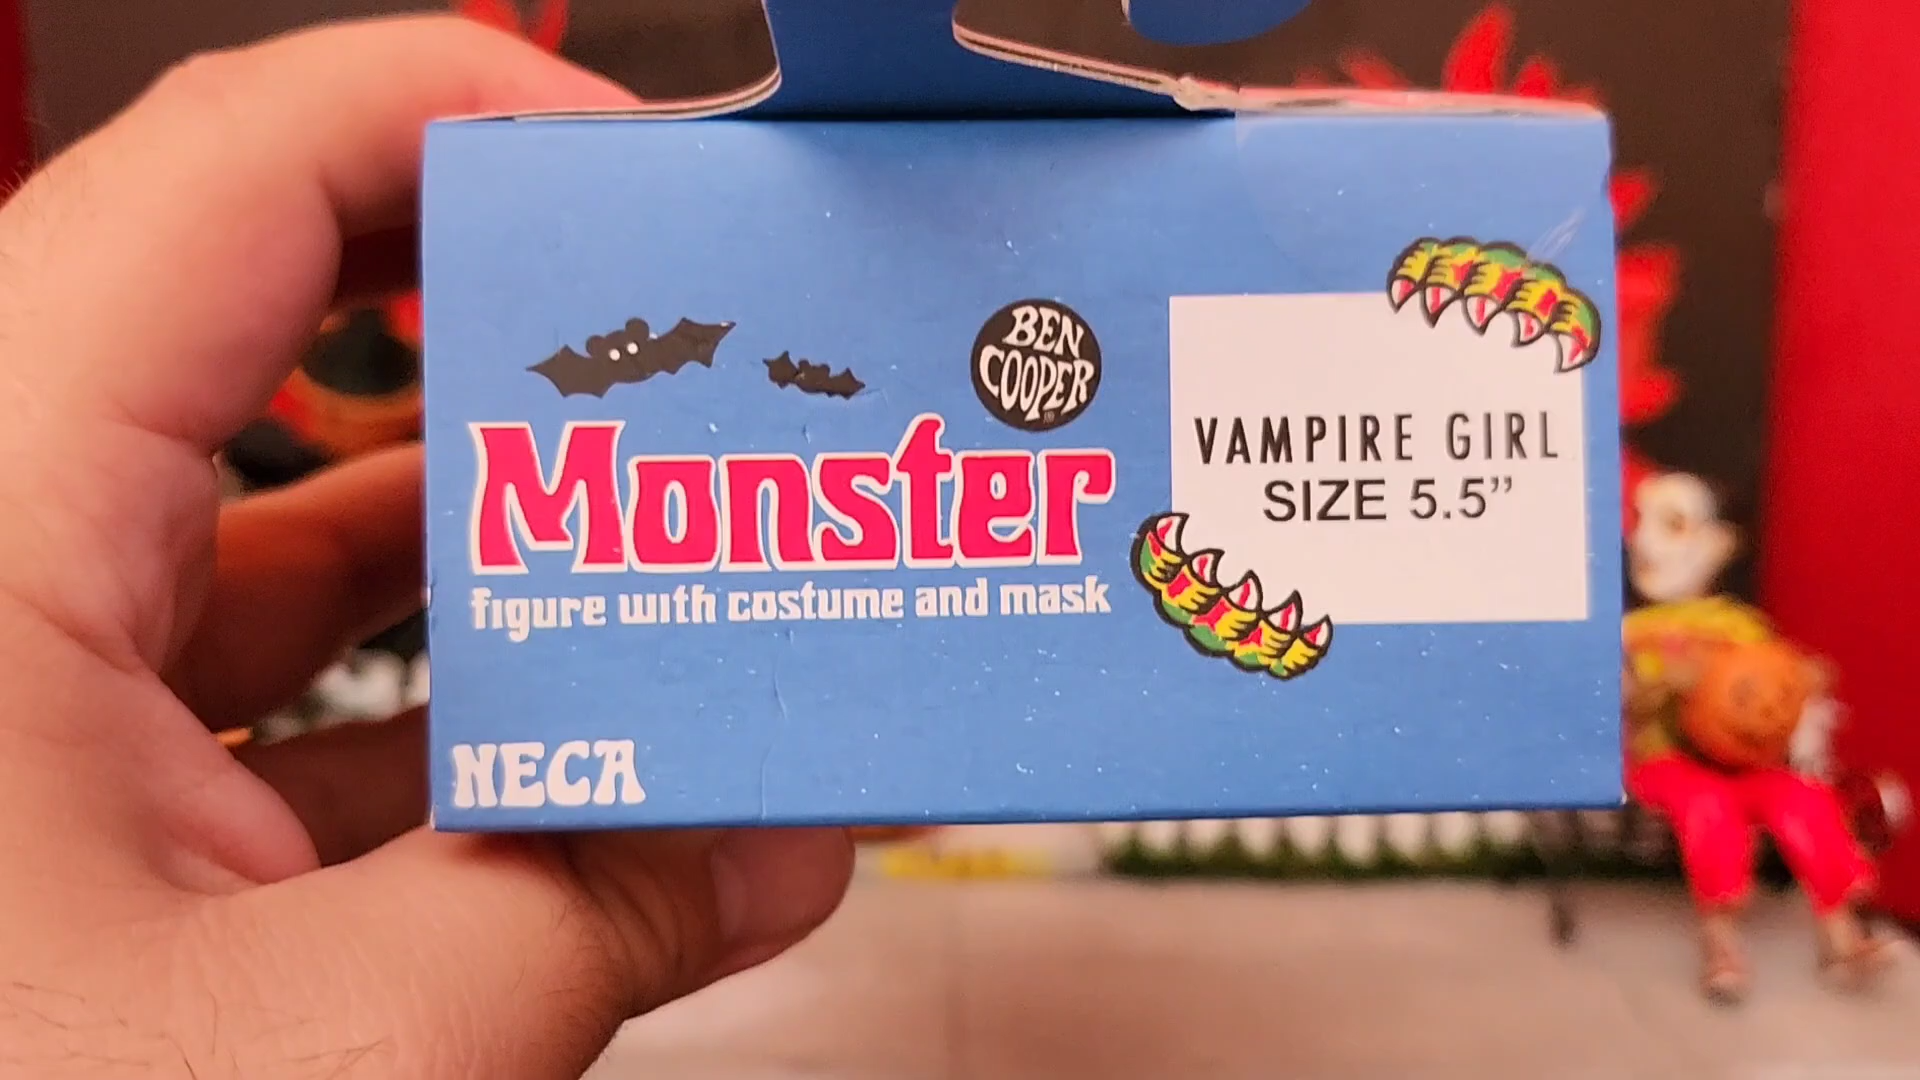 BEN
COOPER
Monster
figure with costume and mask
VAMPIRE GIRL
SIZE 5.5”
NECA